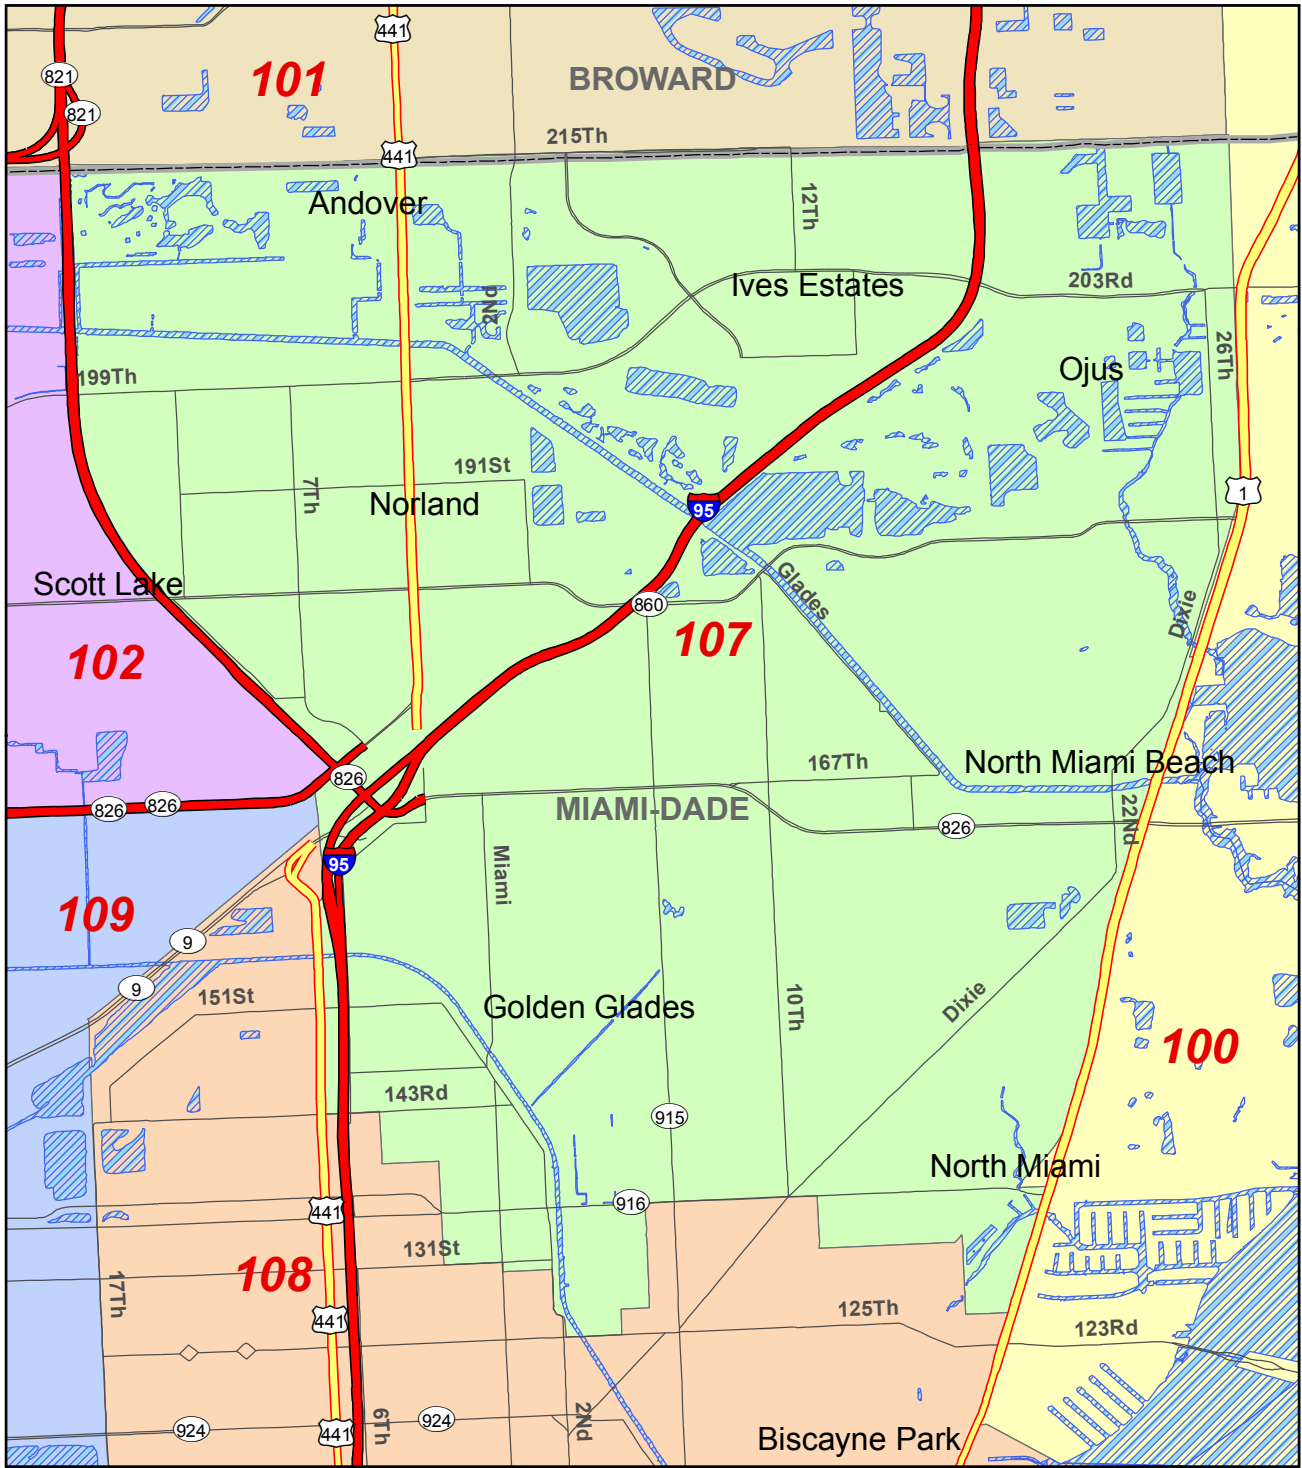 441
821
101
BROWARD
821
215Th
441
12Th
Andover
203Rd
Ives Estates
2Nd
26Th
Ojus
199Th
191St
7Th
Norland
1
95
Scott Lake
Glades
860
Dixie
107
102
167Th
North Miami Beach
826
826
826
MIAMI-DADE
22Nd
826
95
Miami
109
9
9
151St
Golden Glades
10Th
Dixie
100
143Rd
915
North Miami
916
441
131St
108
17Th
125Th
441
123Rd
924
441
6Th
924
2Nd
Biscayne Park